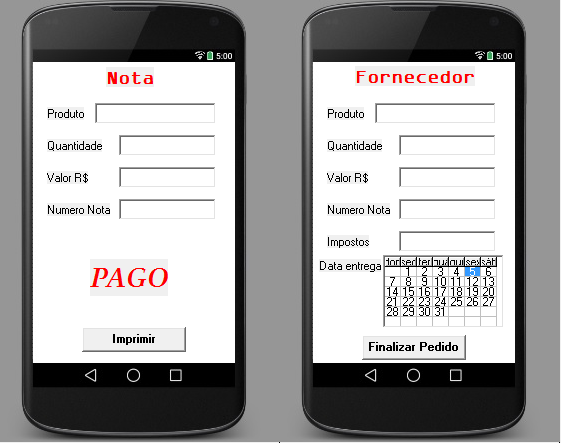 5:00
Nota
Produto
Quantidade
Valor R$
Numero Nota
PAGO
Imprimir
5:00
Fornecedor
Produto
Quantidade
Valor R$
Numero Nota
Impostos
Data entrega
dor sec ter qua qui sex sáb
1 2 3 4 5 6
7 8 9 10 11 12 13
14 15 16 17 18 19 20
21 22 23 24 25 26 27
28 29 30 31
Finalizar Pedido